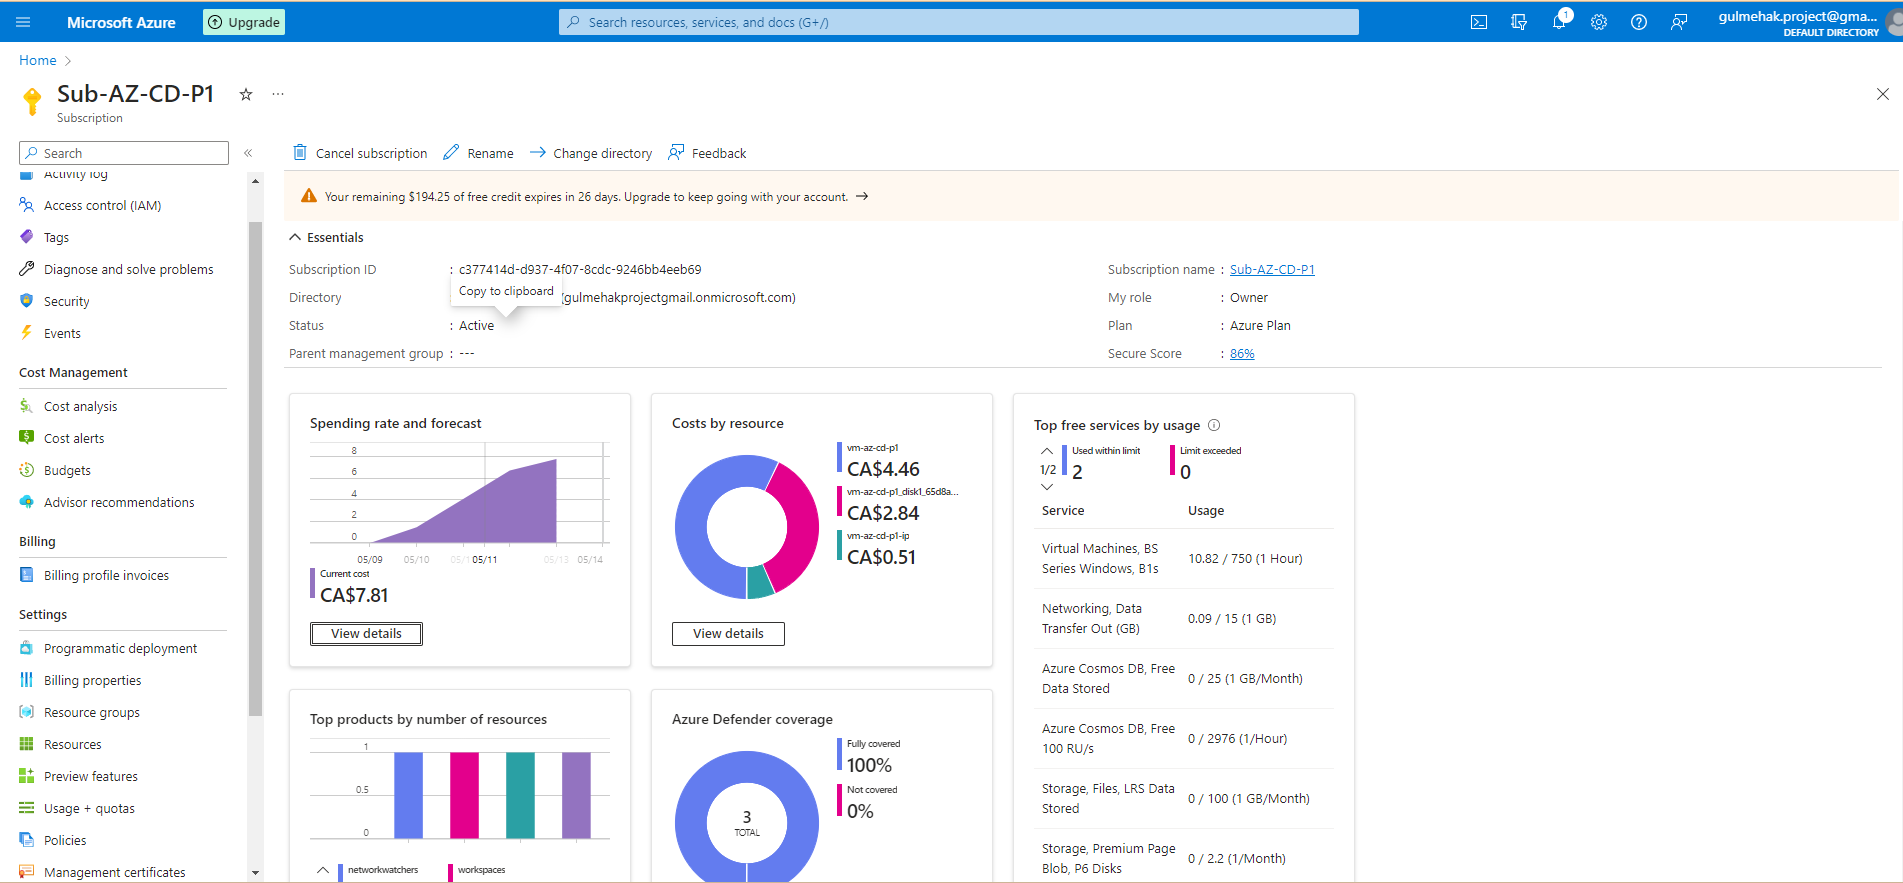 Microsoft Azure
Upgrade
Search resources, services, and docs (G+/)
1
gulmehak.project@gma...
DEFAULT DIRECTORY
Home
Sub-AZ-CD-P1
...
Subscription
Search
«
Activity log
Access control (IAM)
Tags
Diagnose and solve problems
Security
Events
Cost Management
Cost analysis
Cost alerts
Budgets
Advisor recommendations
Billing
Billing profile invoices
Settings
Programmatic deployment
Billing properties
Resource groups
Resources
Preview features
Usage + quotas
Policies
Management certificates
Cancel subscription
Rename
Change directory
Feedback
Your remaining $194.25 of free credit expires in 26 days. Upgrade to keep going with your account. →
Essentials
Subscription ID : c377414d-d937-4f07-8cdc-9246bb4eeb69
Directory (gulmehakprojectgmail.onmicrosoft.com)
Copy to clipboard
Status : Active
Parent management group : ---
Subscription name : Sub-AZ-CD-P1
My role : Owner
Plan : Azure Plan
Secure Score : 86%
Spending rate and forecast
8
6
4
2
0
05/09 05/10 05/1 05/11 05/13 05/14
Current cost
CA$7.81
View details
Costs by resource
vm-az-cd-p1
CA$4.46
vm-az-cd-p1_disk1_65d8a...
CA$2.84
vm-az-cd-p1-ip
CA$0.51
View details
Top free services by usage
1/2
Used within limit
2
Limit exceeded
0
Service Usage
Virtual Machines, BS
Series Windows, B1s
10.82 / 750 (1 Hour)
Networking, Data
Transfer Out (GB)
0.09 / 15 (1 GB)
Azure Cosmos DB, Free
Data Stored
0 / 25 (1 GB/Month)
Azure Cosmos DB, Free
100 RU/s
0 / 2976 (1/Hour)
Storage, Files, LRS Data
Stored
0 / 100 (1 GB/Month)
Storage, Premium Page
Blob, P6 Disks
0 / 2.2 (1/Month)
Top products by number of resources
1
0.5
0
networkwatchers
workspaces
Azure Defender coverage
3
TOTAL
Fully covered
100%
Not covered
0%